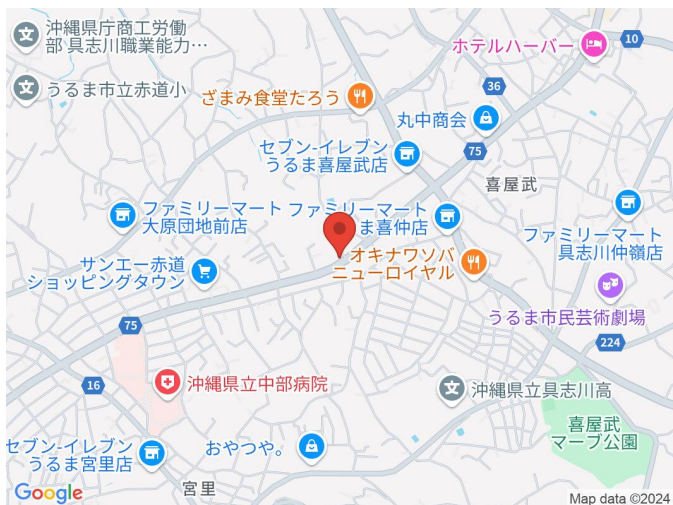 沖縄県庁商工労働
部 具志川職業能力…
ホテルハーバー
10
うるま市立赤道小
ざまみ食堂たろう
36
丸中商会
セブン-イレブン
うるま喜屋武店
75
喜屋武
ファミリーマート
大原団地前店
ファミリーマート
ま喜仲店
ファミリーマート
具志川仲嶺店
オキナワソバ
ニューロイヤル
サンエー赤道
ショッピングタウン
うるま市民芸術劇場
75
224
16
沖縄県立中部病院
沖縄県立具志川高
喜屋武
マーブ公園
セブン-イレブン
うるま宮里店
おやつや。
宮里
Google
Map data ©2024